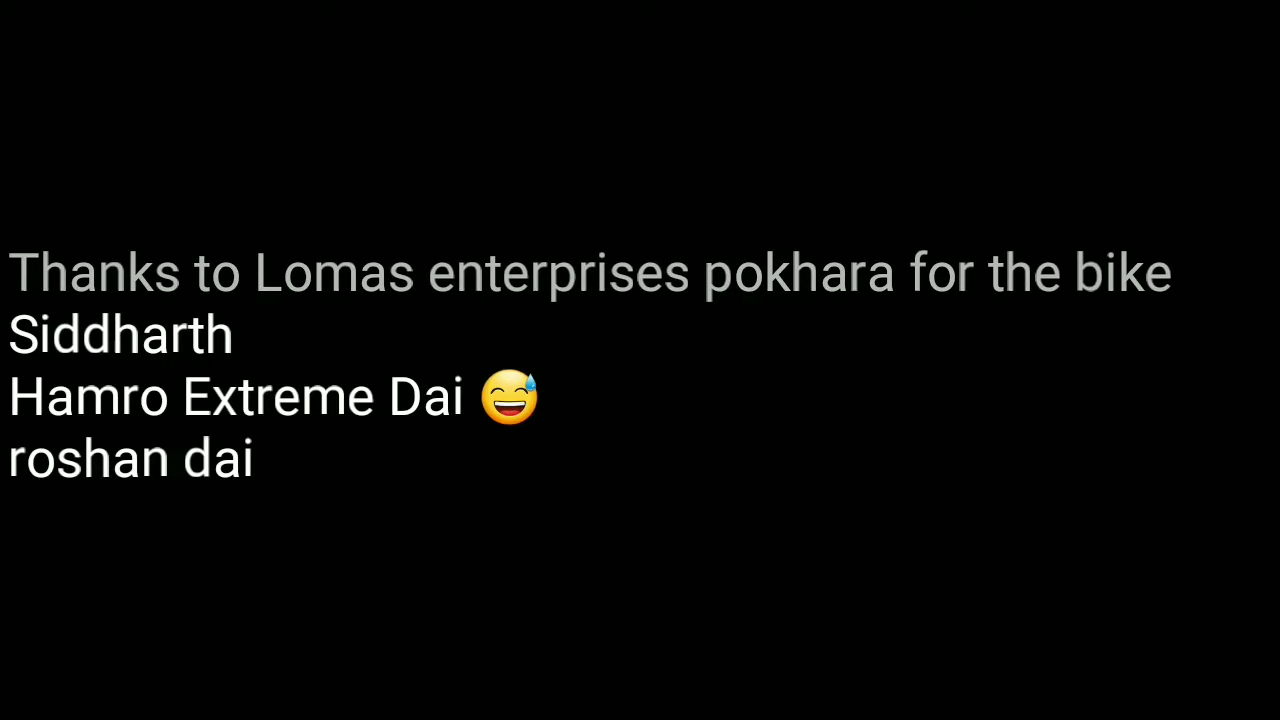 Thanks to Lomas enterprises pokhara for the bike
Siddharth
Hamro Extreme Dai 😅
roshan dai